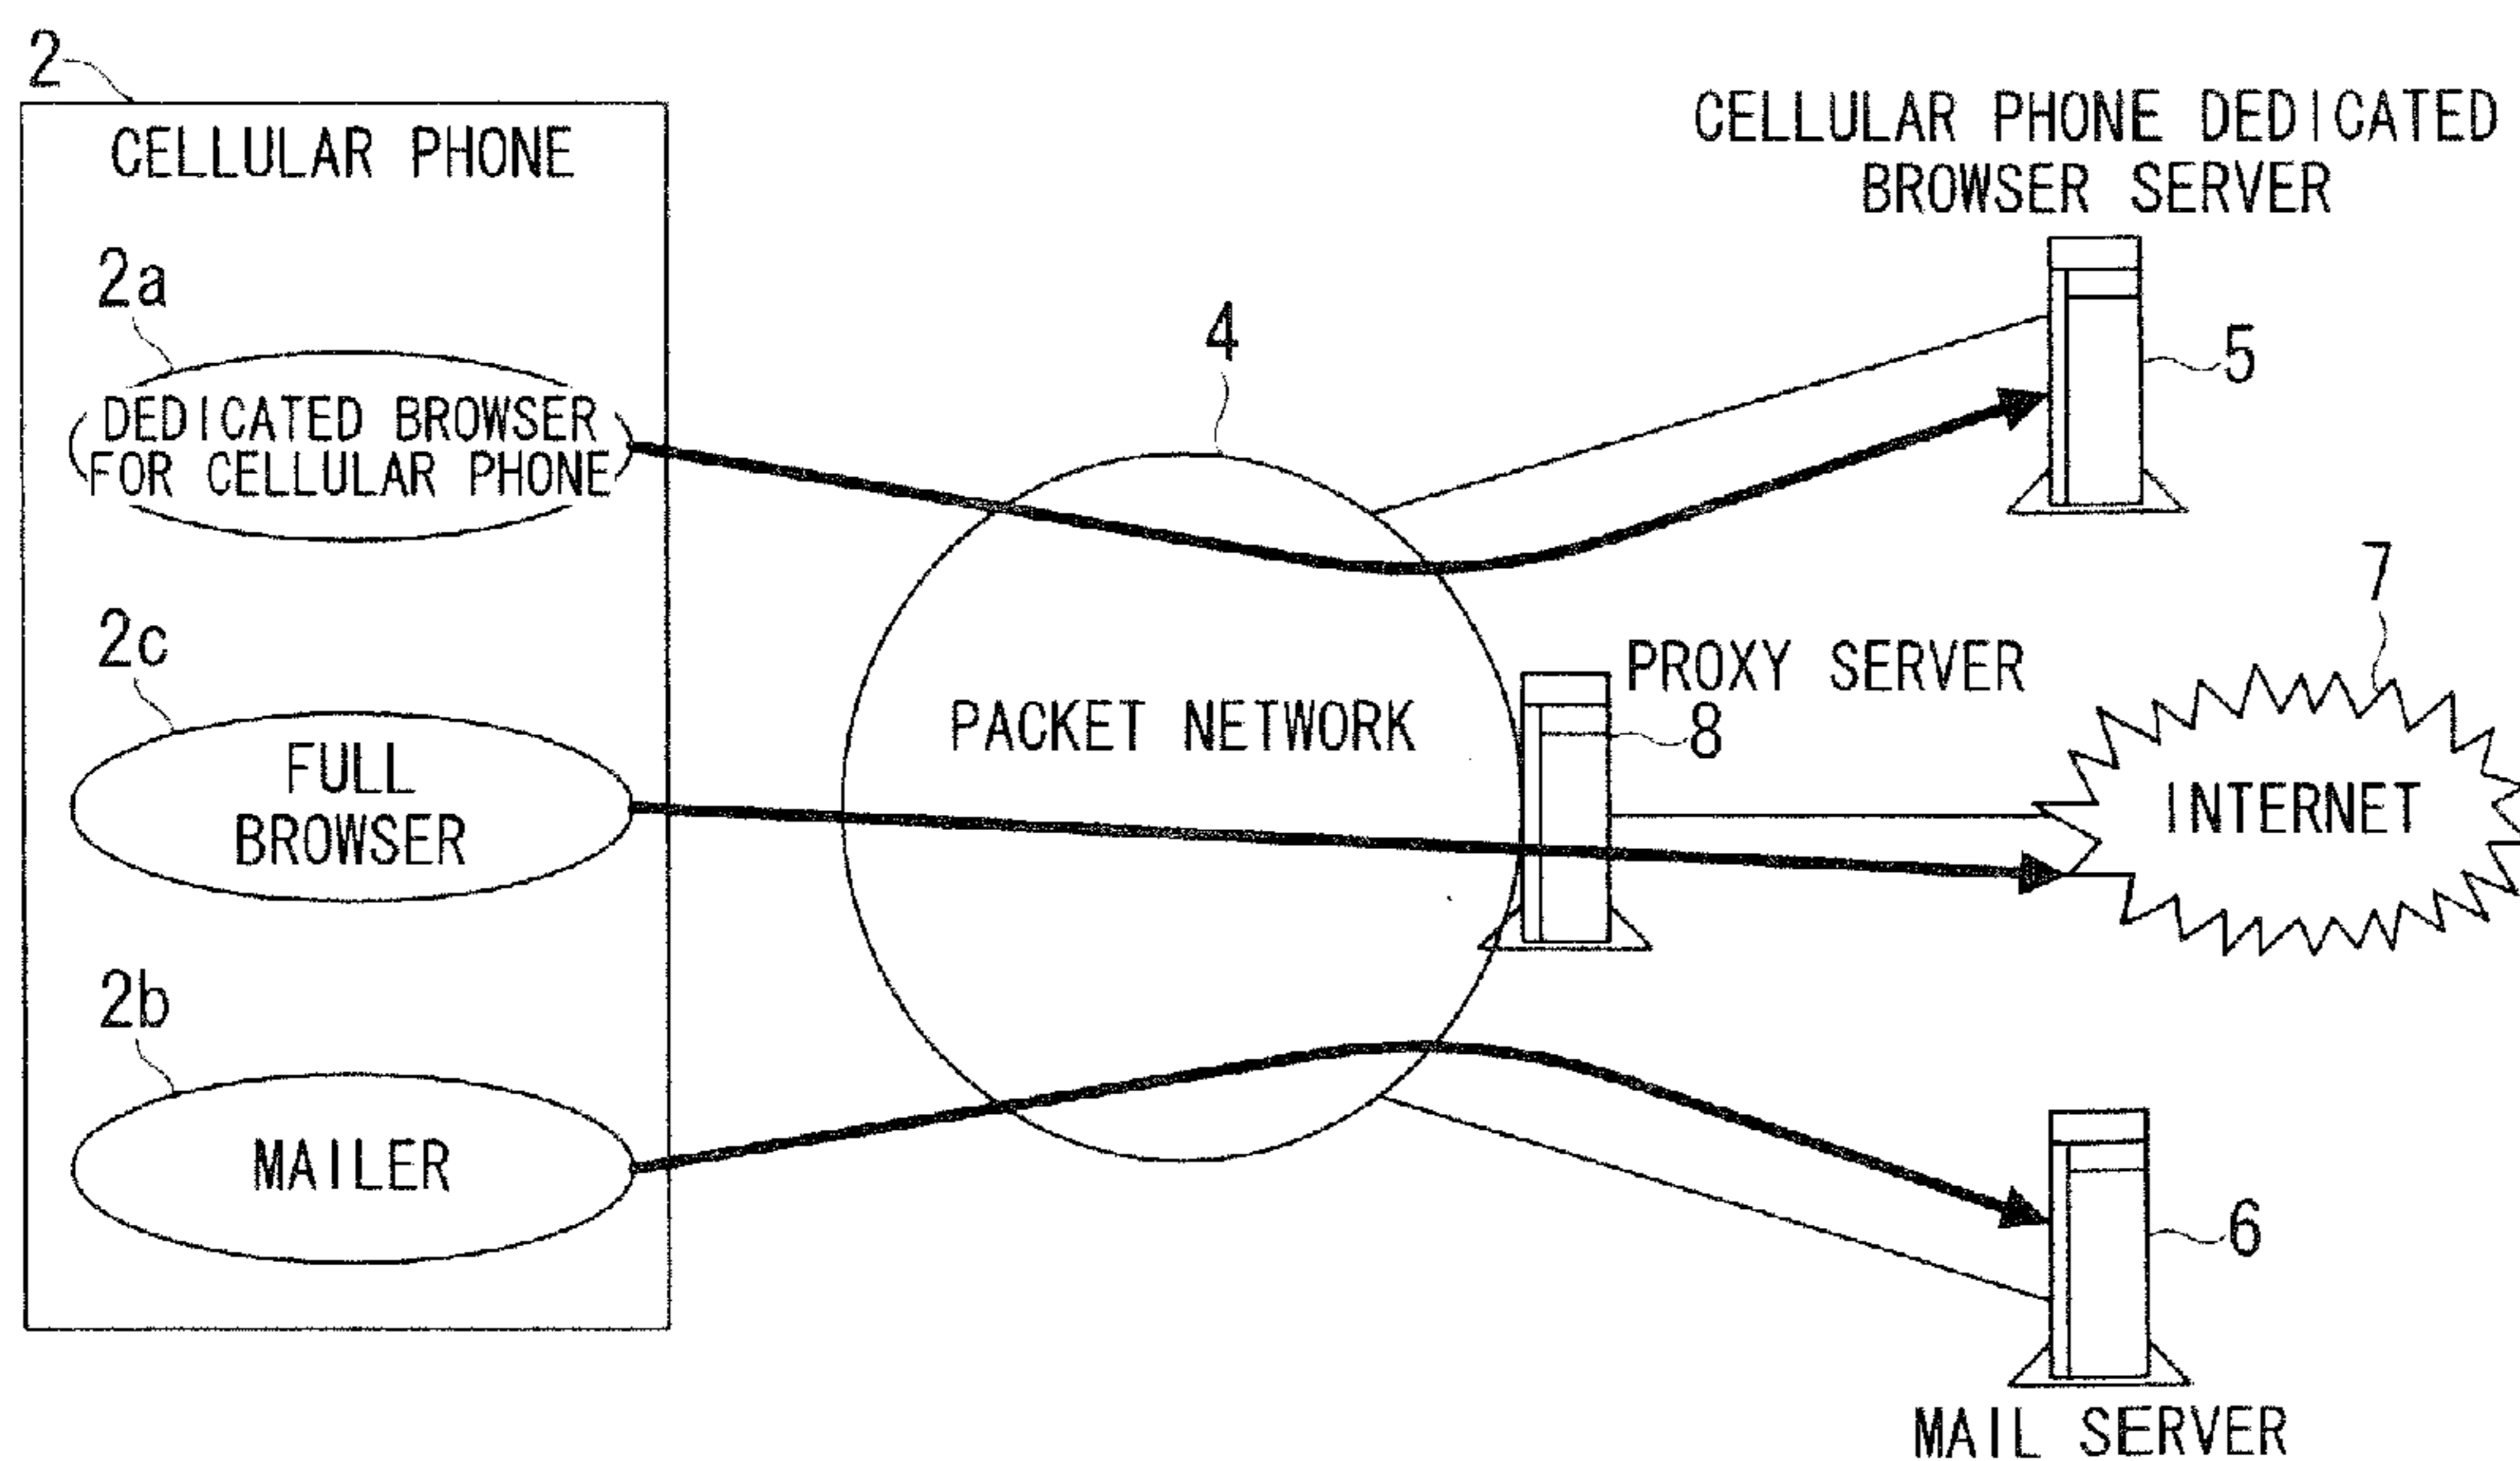 2
CELLULAR PHONE
2a
DEDICATED BROWSER
FOR CELLULAR PHONE
2c
FULL
BROWSER
2b
MAILER
4
PACKET NETWORK
CELLULAR PHONE DEDICATED
BROWSER SERVER
5
PROXY SERVER
8
7
INTERNET
6
MAIL SERVER